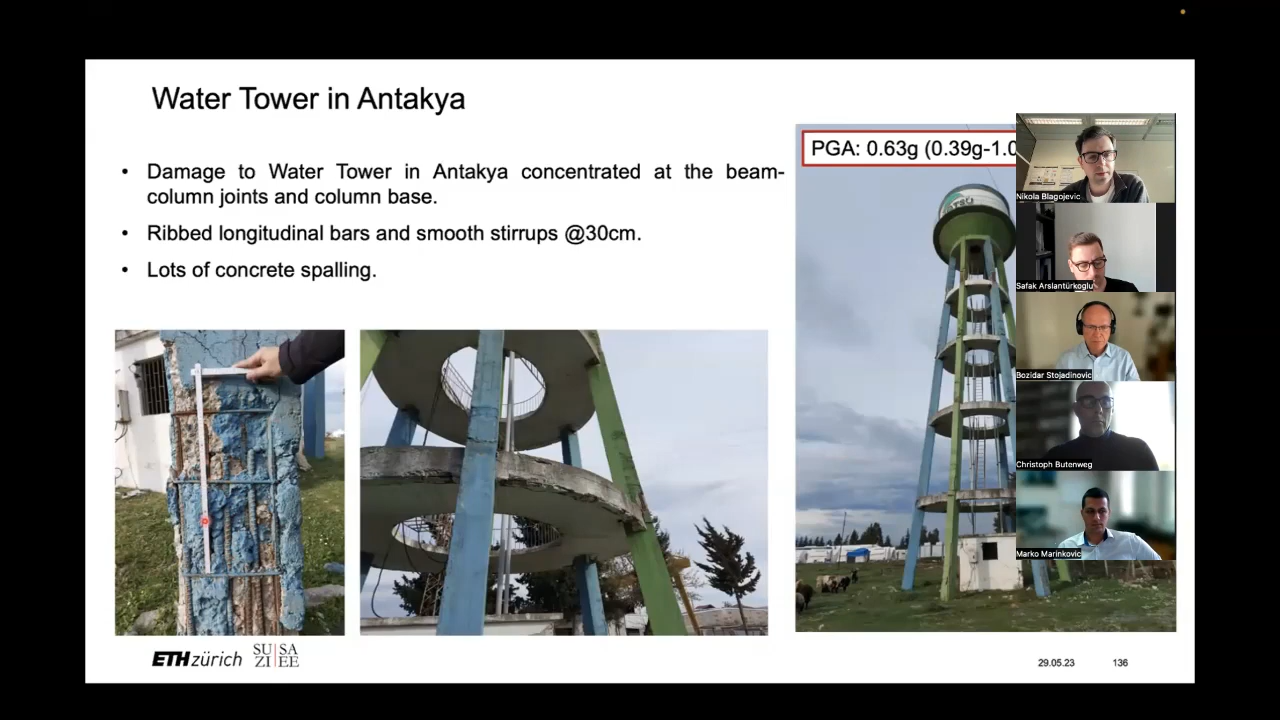 Water Tower in Antakya
• Damage to Water Tower in Antakya concentrated at the beam-
column joints and column base.
• Ribbed longitudinal bars and smooth stirrups @30cm.
• Lots of concrete spalling.
PGA: 0.63g (0.39g-1.0
Nikola Blagojevic
Safak Arslantürkoglu
Bozidar Stojadinovic
Christoph Butenweg
Marko Marinkovic
ETH zürich
SU SA
ZI EE
29.05.23
136